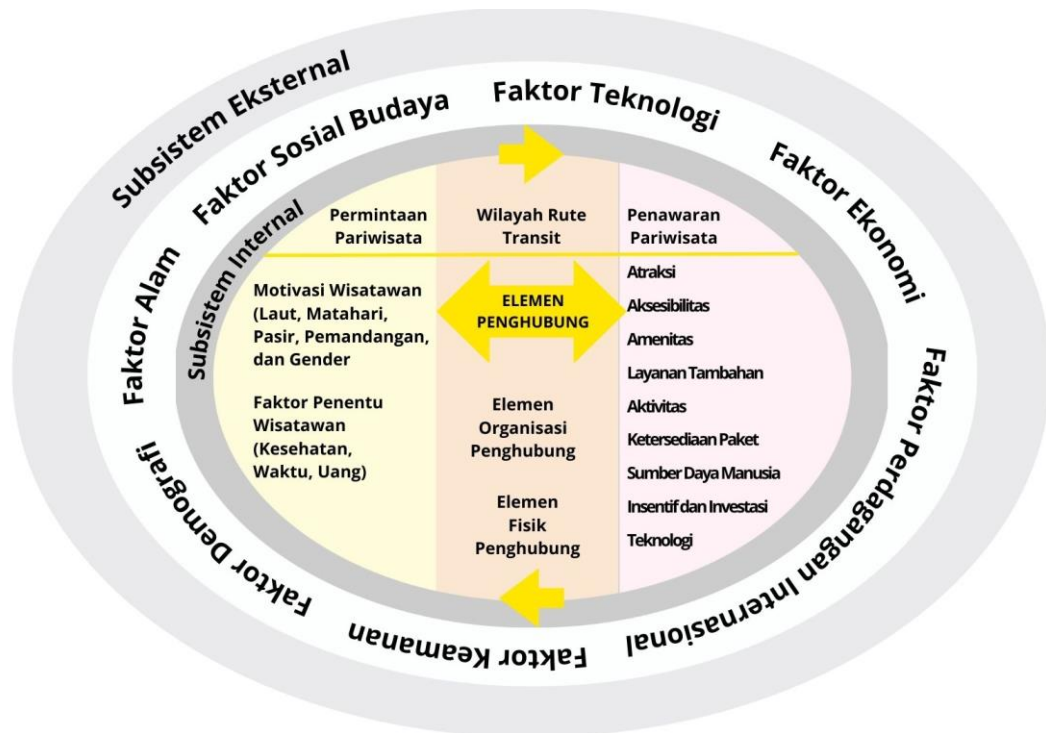 Subsistem Eksternal
Faktor Sosial Budaya
Faktor Teknologi
Faktor Ekonomi
Faktor Perdagangan Internasional
Faktor Keamanan
Faktor Demografi
Faktor Alam
Subsistem Internal
Permintaan
Pariwisata
Motivasi Wisatawan
(Laut, Matahari,
Pasir, Pemandangan,
dan Gender
Faktor Penentu
Wisatawan
(Kesehatan,
Waktu, Uang)
Wilayah Rute
Transit
ELEMEN
PENGHUBUNG
Elemen
Organisasi
Penghubung
Elemen
Fisik
Penghubung
Penawaran
Pariwisata
Atraksi
Aksesibilitas
Amenitas
Layanan Tambahan
Aktivitas
Ketersediaan Paket
Sumber Daya Manusia
Insentif dan Investasi
Teknologi